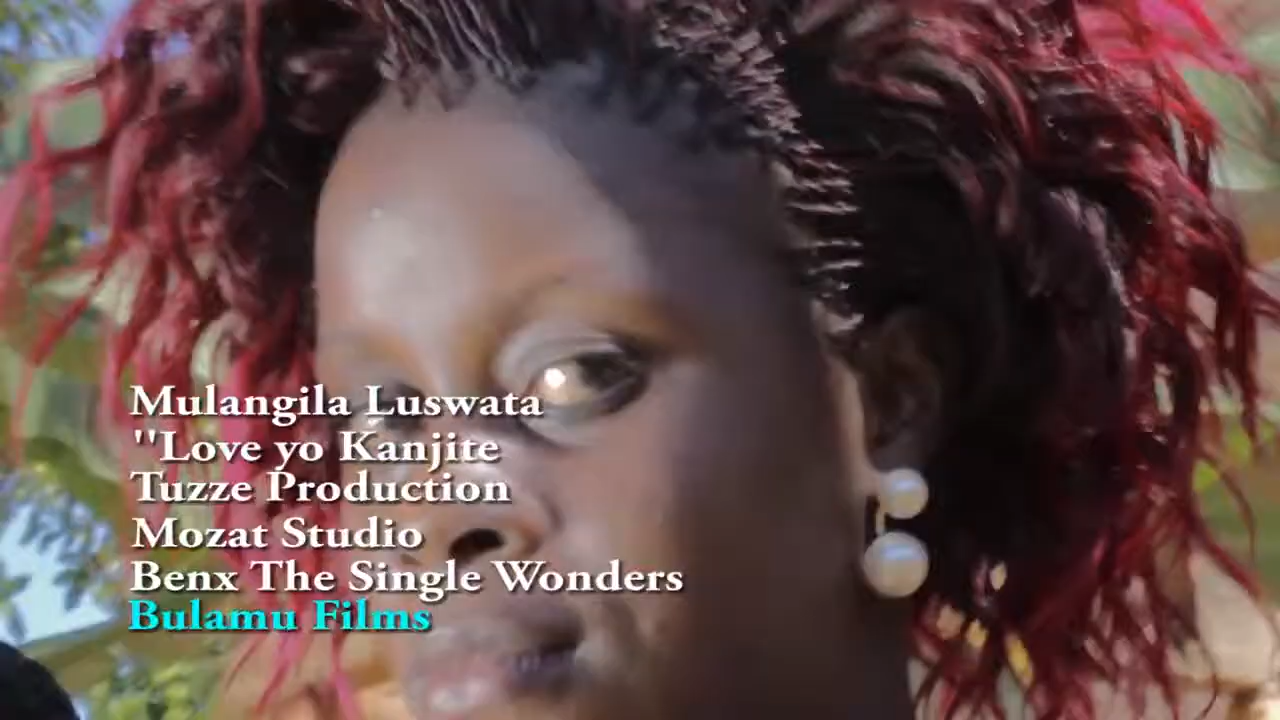 Mulangila Luswata
"Love yo Kanjite
Tuzze Production
Mozat Studio
Benx The Single Wonders
Bulamu Films